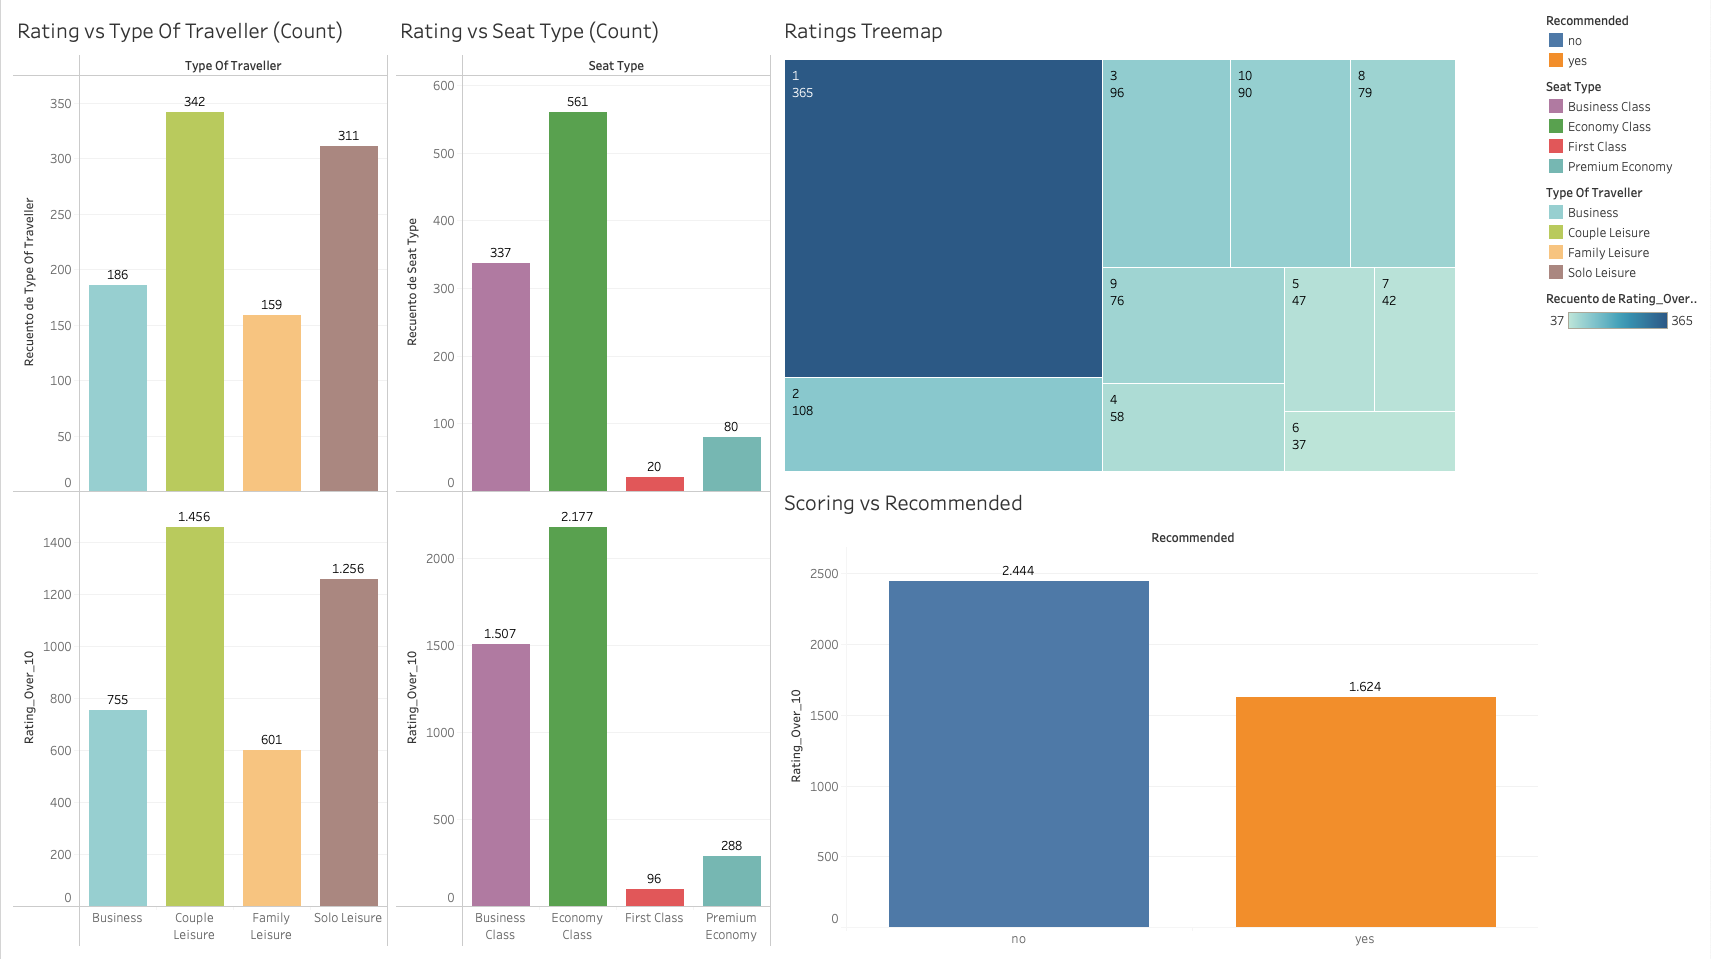 Rating vs Type Of Traveller (Count)
Type Of Traveller
Recuento de Type Of Traveller
350
300
250
200
150
100
50
0
186
342
159
311
Rating_Over_10
1400
1200
1000
800
600
400
200
0
755
1.456
601
1.256
Business
Couple
Leisure
Family
Leisure
Solo Leisure
Rating vs Seat Type (Count)
Seat Type
Recuento de Seat Type
600
500
400
300
200
100
0
337
561
20
80
Rating_Over_10
2000
1500
1000
500
0
1.507
2.177
96
288
Business
Class
Economy
Class
First Class
Premium
Economy
Ratings Treemap
1
365
2
108
3
96
10
90
8
79
9
76
4
58
5
47
7
42
6
37
Scoring vs Recommended
Recommended
Rating_Over_10
2500
2000
1500
1000
500
0
2.444
1.624
no
yes
Recommended
no
yes
Seat Type
Business Class
Economy Class
First Class
Premium Economy
Type Of Traveller
Business
Couple Leisure
Family Leisure
Solo Leisure
Recuento de Rating_Over..
37 365